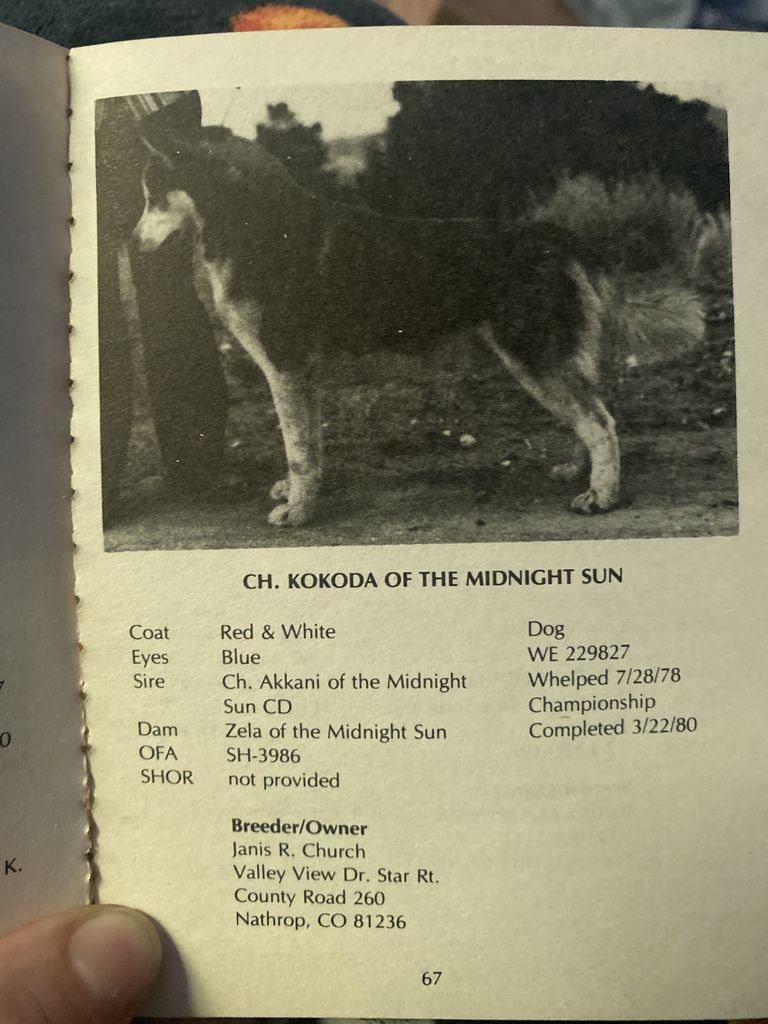 CH. KOKODA OF THE MIDNIGHT SUN
Coat Red & White
Eyes Blue
Sire Ch. Akkani of the Midnight
Sun CD
Dam Zela of the Midnight Sun
OFA SH-3986
SHOR not provided
Dog
WE 229827
Whelped 7/28/78
Championship
Completed 3/22/80
Breeder/Owner
Janis R. Church
Valley View Dr. Star Rt.
County Road 260
Nathrop, CO 81236
67
K.